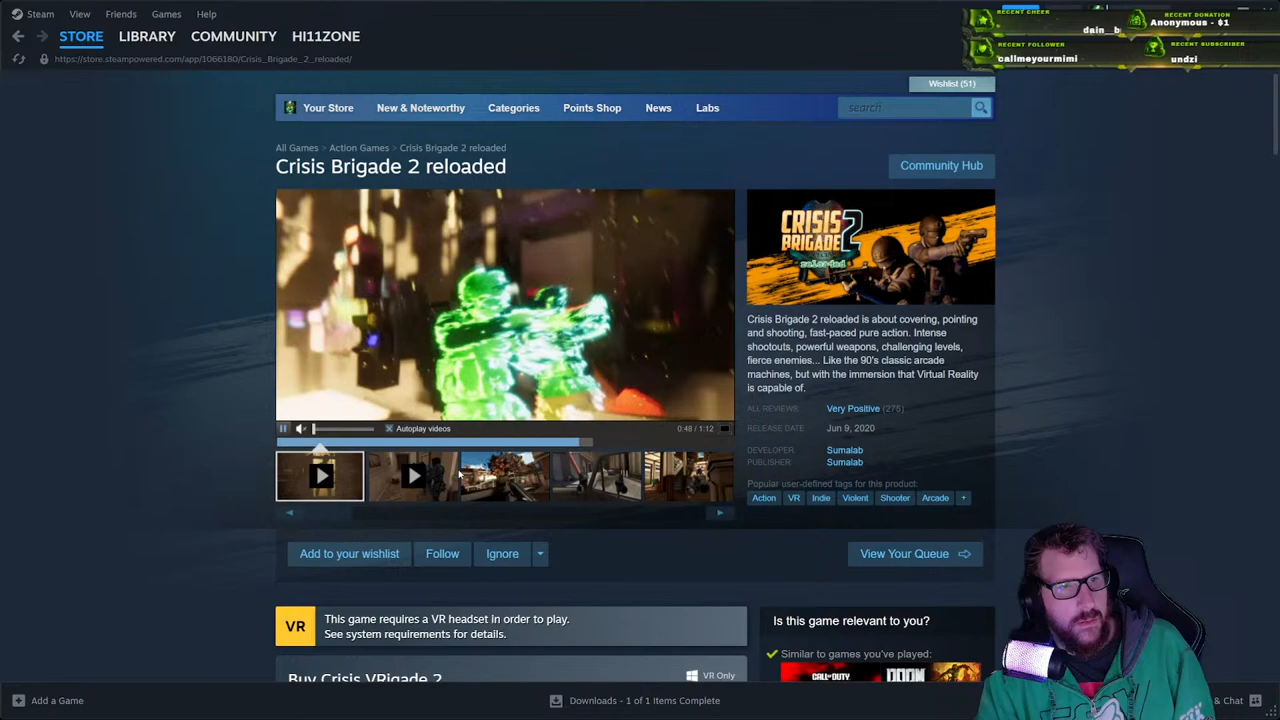 Steam View Friends Games Help
RECENT CHEER
dain__b
RECENT DONATION
Anonymous - $1
RECENT FOLLOWER
callmeyourmimi
RECENT SUBSCRIBER
undzi
STORE LIBRARY COMMUNITY HI11ZONE
https://store.steampowered.com/app/1066180/Crisis_Brigade_2_reloaded/
Wishlist (51)
Your Store New & Noteworthy Categories Points Shop News Labs search
All Games > Action Games > Crisis Brigade 2 reloaded
Crisis Brigade 2 reloaded
Community Hub
CRISIS
BRIGADE 2
reloaded
Crisis Brigade 2 reloaded is about covering, pointing
and shooting, fast-paced pure action. Intense
shootouts, powerful weapons, challenging levels,
fierce enemies... Like the 90's classic arcade
machines, but with the immersion that Virtual Reality
is capable of.
ALL REVIEWS: Very Positive (275)
RELEASE DATE: Jun 9, 2020
DEVELOPER: Sumalab
PUBLISHER: Sumalab
Popular user-defined tags for this product:
Action VR Indie Violent Shooter Arcade +
Autoplay videos 0:48 / 1:12
Add to your wishlist Follow Ignore View Your Queue
VR
This game requires a VR headset in order to play.
See system requirements for details.
Is this game relevant to you?
Similar to games you've played:
CALL OF DUTY DOOM
Buy Crisis VRigade 2
VR Only
Add a Game Downloads - 1 of 1 Items Complete & Chat